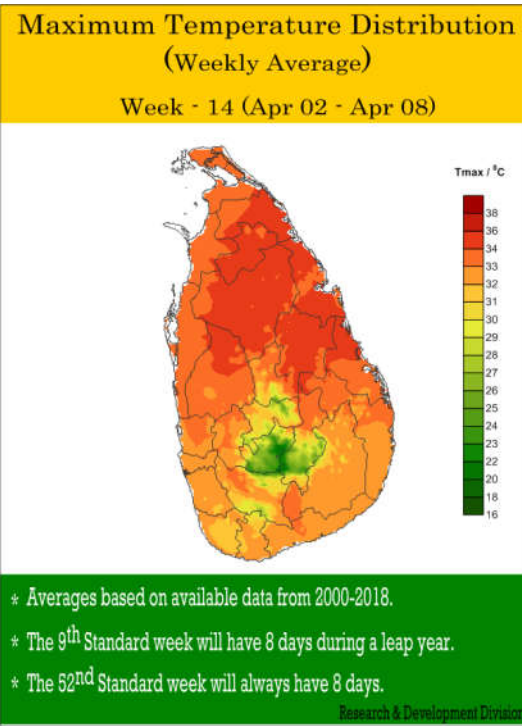 Maximum Temperature Distribution
(Weekly Average)
Week - 14 (Apr 02 - Apr 08)
Tmax / ⁰C
38
36
34
33
32
31
30
29
28
27
26
25
24
23
22
20
18
16
* Averages based on available data from 2000-2018.
* The 9th Standard week will have 8 days during a leap year.
* The 52nd Standard week will always have 8 days.
Research & Development Division